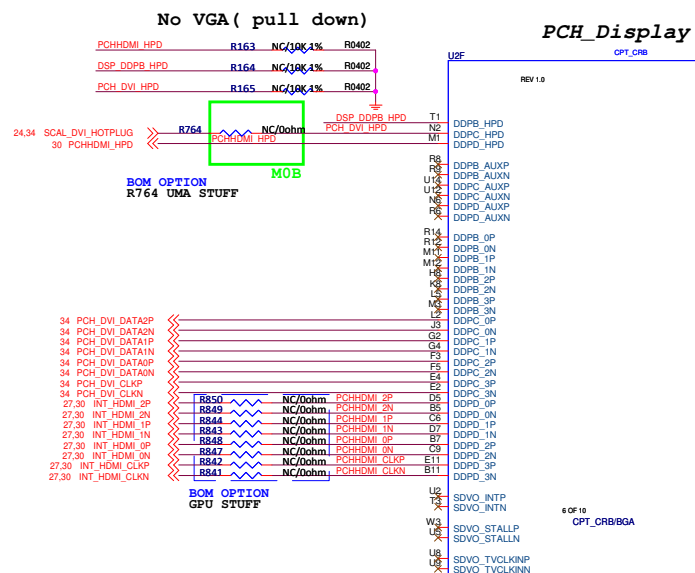 No VGA( pull down)
PCH_Display
PCHHDMI_HPD R163 NC/10K,1% R0402
DSP_DDPB_HPD R164 NC/10K,1% R0402
PCH_DVI_HPD R165 NC/10K,1% R0402
U2F CPT_CRB
REV 1.0
DSP_DDPB_HPD T1 DDPB_HPD
24,34 SCAL_DVI_HOTPLUG R764 NC/0ohm PCH_DVI_HPD N2 DDPC_HPD
30 PCHHDMI_HPD PCHHDMI_HPD M1 DDPD_HPD
M0B
BOM OPTION
R764 UMA STUFF
R8 DDPB_AUXP
R9 DDPB_AUXN
U14 DDPC_AUXP
U12 DDPC_AUXN
N6 DDPD_AUXP
R6 DDPD_AUXN
R14 DDPB_0P
R12 DDPB_0N
M11 DDPB_1P
M12 DDPB_1N
H8 DDPB_2P
K8 DDPB_2N
L5 DDPB_3P
M3 DDPB_3N
34 PCH_DVI_DATA2P L2 DDPC_0P
34 PCH_DVI_DATA2N J3 DDPC_0N
34 PCH_DVI_DATA1P G2 DDPC_1P
34 PCH_DVI_DATA1N G4 DDPC_1N
34 PCH_DVI_DATA0P F3 DDPC_2P
34 PCH_DVI_DATA0N F5 DDPC_2N
34 PCH_DVI_CLKP E4 DDPC_3P
34 PCH_DVI_CLKN E2 DDPC_3N
27,30 INT_HDMI_2P R850 NC/0ohm PCHHDMI_2P D5 DDPD_0P
27,30 INT_HDMI_2N R849 NC/0ohm PCHHDMI_2N B5 DDPD_0N
27,30 INT_HDMI_1P R844 NC/0ohm PCHHDMI_1P C6 DDPD_1P
27,30 INT_HDMI_1N R843 NC/0ohm PCHHDMI_1N D7 DDPD_1N
27,30 INT_HDMI_0P R848 NC/0ohm PCHHDMI_0P B7 DDPD_2P
27,30 INT_HDMI_0N R847 NC/0ohm PCHHDMI_0N C9 DDPD_2N
27,30 INT_HDMI_CLKP R842 NC/0ohm PCHHDMI_CLKP E11 DDPD_3P
27,30 INT_HDMI_CLKN R841 NC/0ohm PCHHDMI_CLKN B11 DDPD_3N
BOM OPTION
GPU STUFF
U2 SDVO_INTP
T3 SDVO_INTN
6 OF 10
CPT_CRB/BGA
W3 SDVO_STALLP
U5 SDVO_STALLN
U8 SDVO_TVCLKINP
U9 SDVO_TVCLKINN